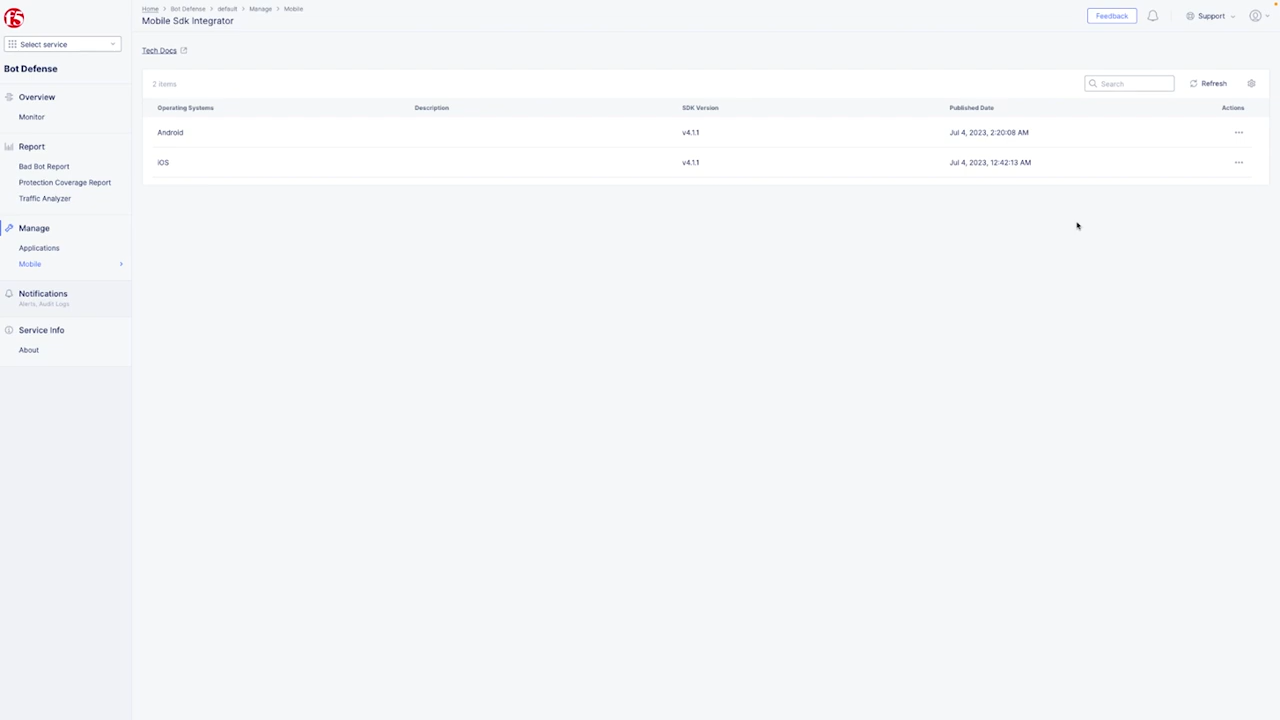 f5
Home > Bot Defense > default > Manage > Mobile
Mobile Sdk Integrator
Feedback
Support
Select service
Bot Defense
Overview
Monitor
Report
Bad Bot Report
Protection Coverage Report
Traffic Analyzer
Manage
Applications
Mobile
Notifications
Alerts, Audit Logs
Service Info
About
Tech Docs
2 items
Search
Refresh
Operating Systems Description SDK Version Published Date Actions
Android v4.1.1 Jul 4, 2023, 2:20:08 AM
iOS v4.1.1 Jul 4, 2023, 12:42:13 AM